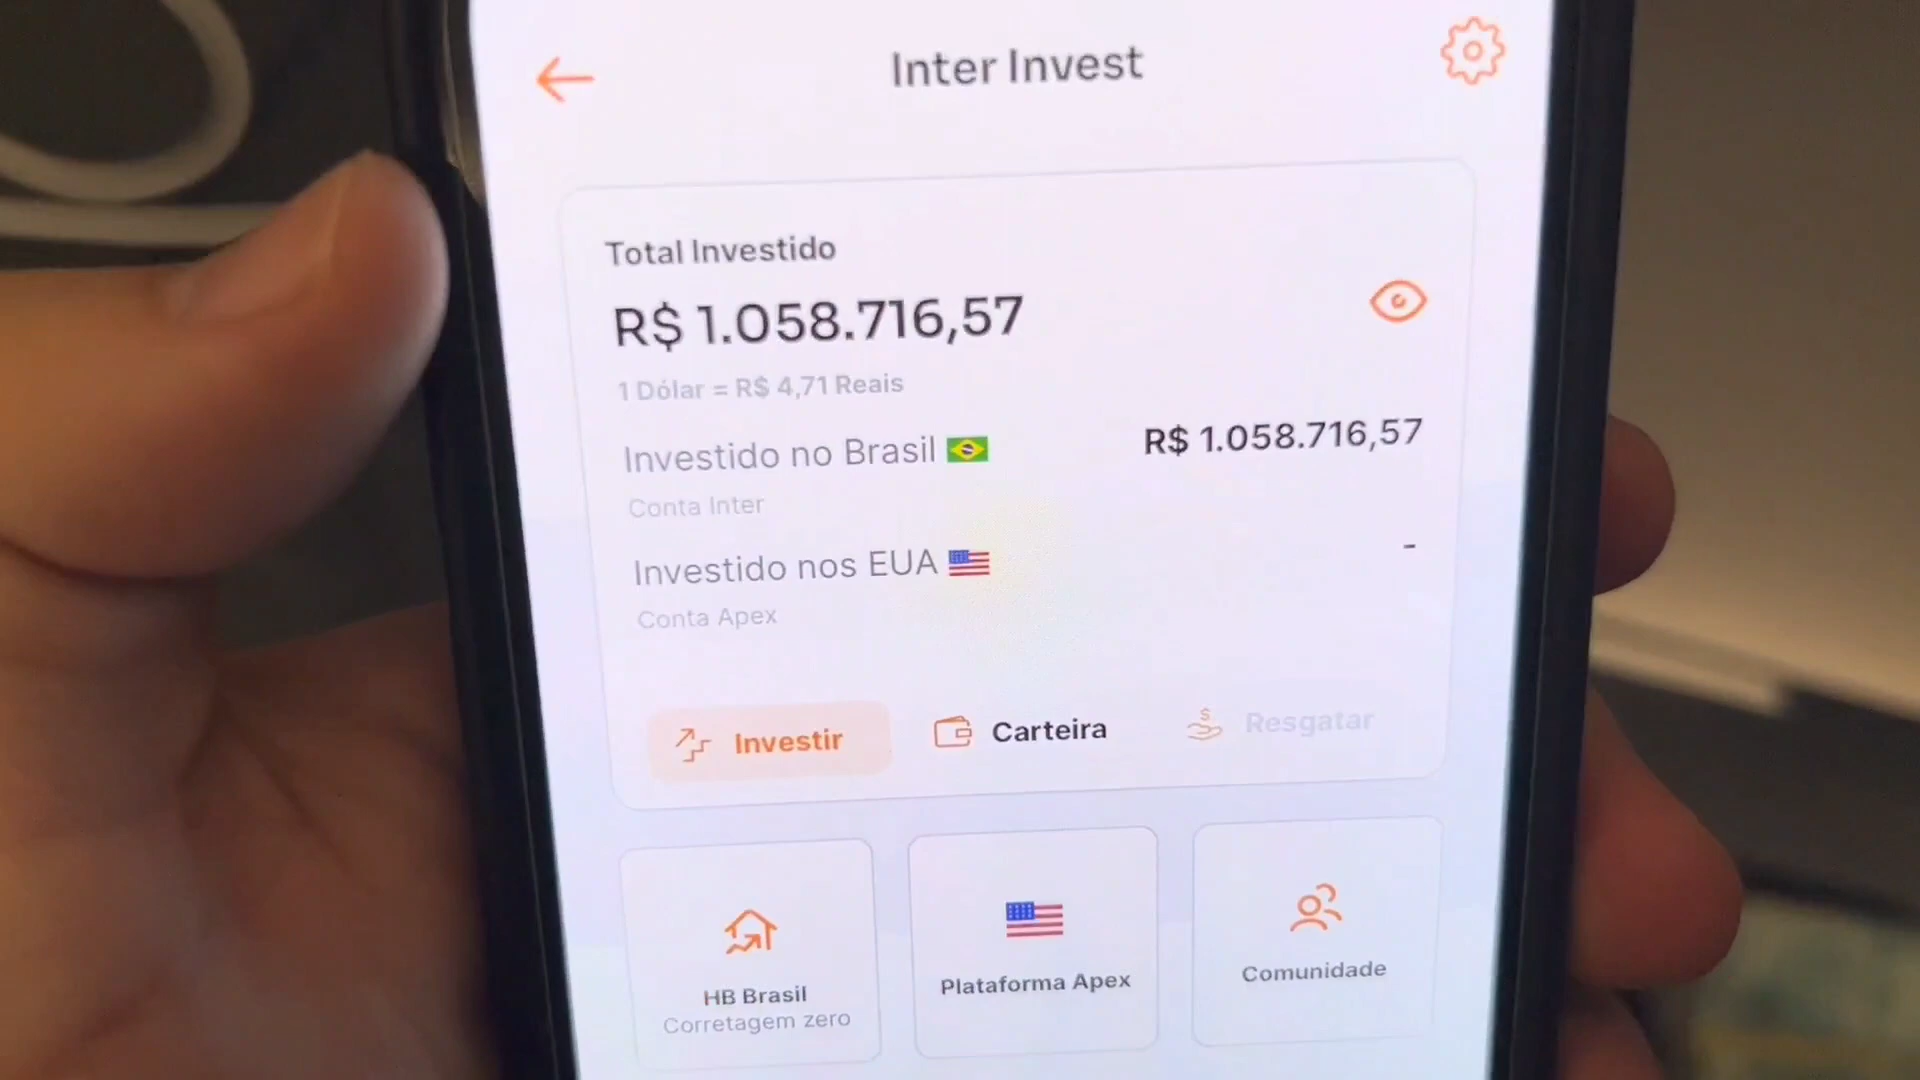 Inter Invest
Total Investido
R$ 1.058.716,57
1 Dólar = R$ 4,71 Reais
Investido no Brasil R$ 1.058.716,57
Conta Inter
Investido nos EUA -
Conta Apex
Investir Carteira Resgatar
HB Brasil
Corretagem zero
Plataforma Apex
Comunidade